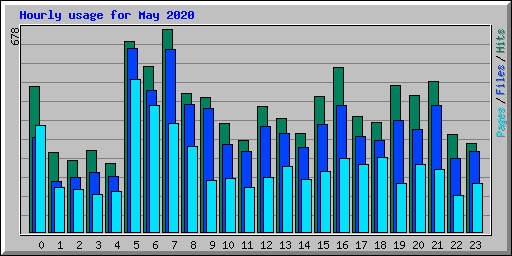 Hourly usage for May 2020
678
Pages/Files/Hits
0 1 2 3 4 5 6 7 8 9 10 11 12 13 14 15 16 17 18 19 20 21 22 23